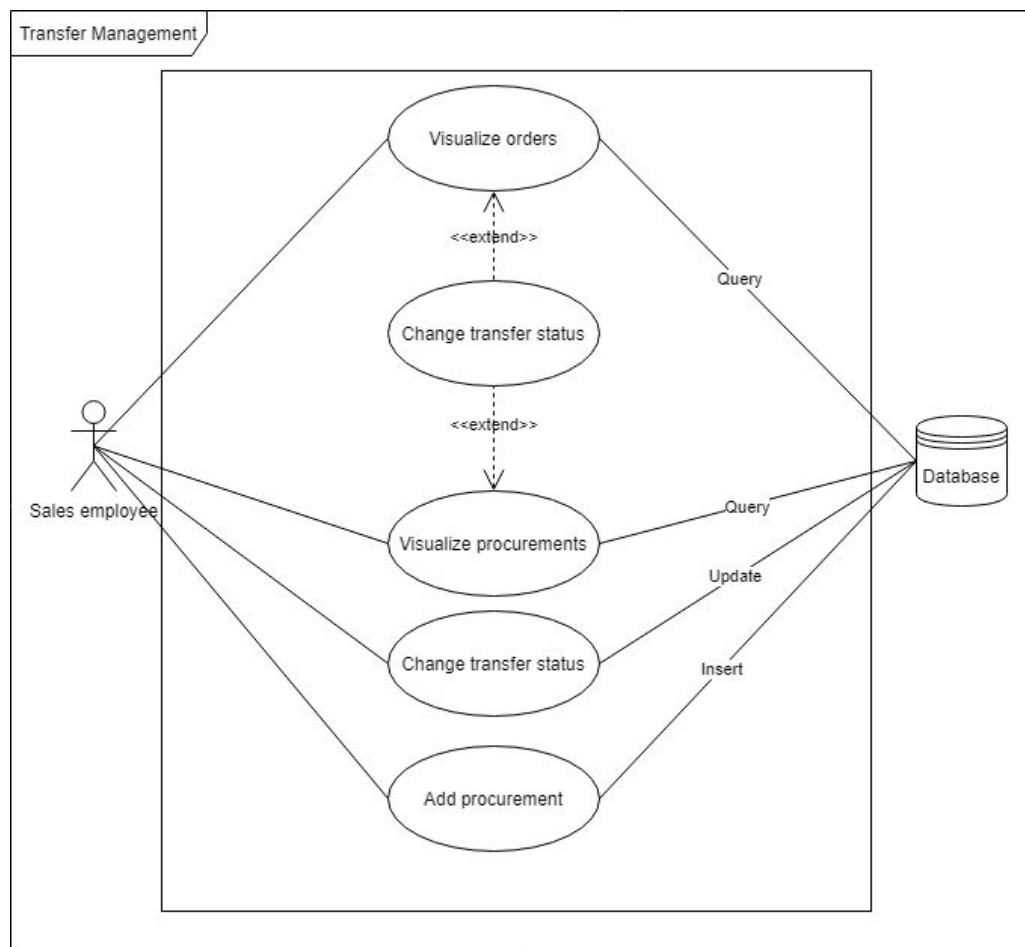 Transfer Management
Visualize orders
<<extend>>
Query
Change transfer status
<<extend>>
Database
Sales employee
Query
Visualize procurements
Update
Change transfer status
Insert
Add procurement